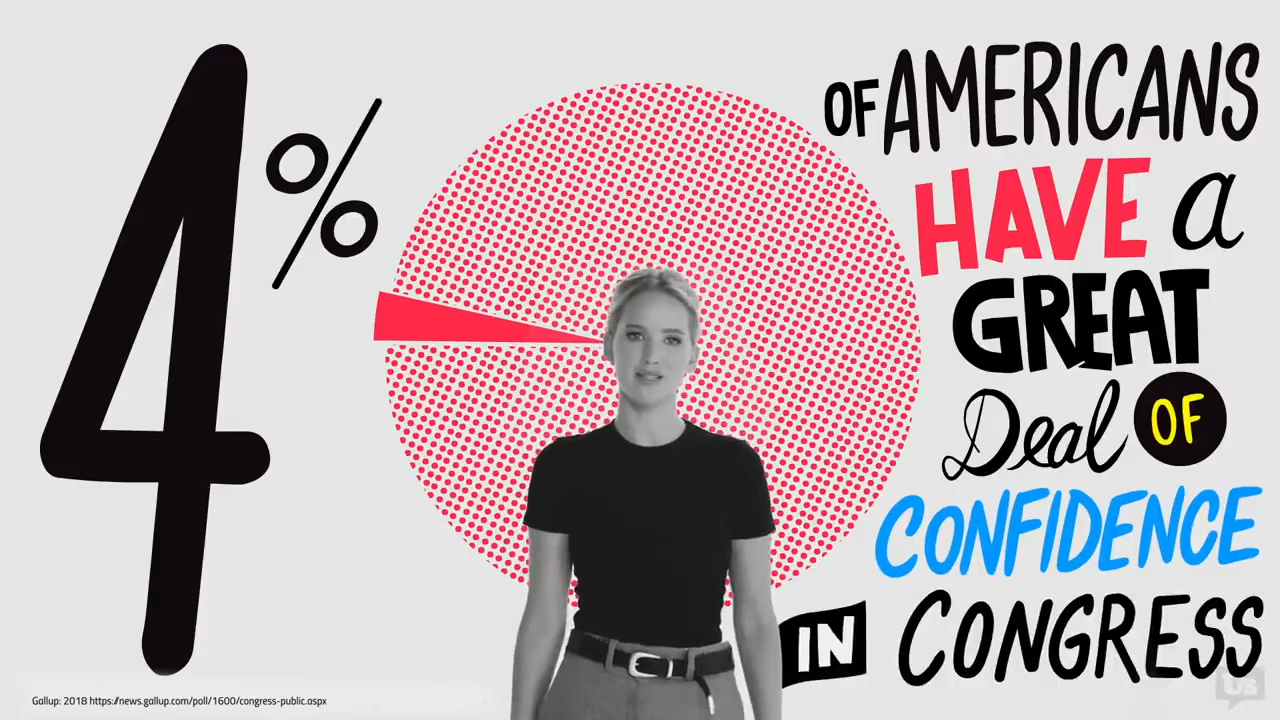 4%
OF AMERICANS
HAVE a
GREAT
Deal OF
CONFIDENCE
IN CONGRESS
Gallup: 2018 https://news.gallup.com/poll/1600/congress-public.aspx
US